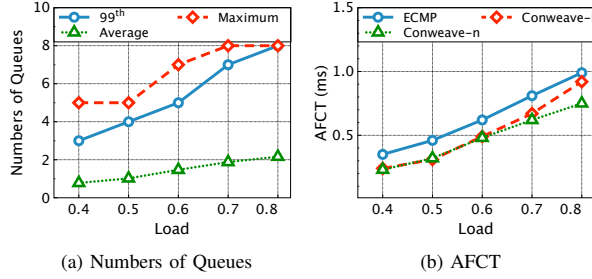 99th
Maximum
Average
Numbers of Queues
10
8
6
4
2
0
0.4 0.5 0.6 0.7 0.8
Load
(a) Numbers of Queues
ECMP
Conweave-
Conweave-n
AFCT (ms)
1.0
0.5
0.4 0.5 0.6 0.7 0.8
Load
(b) AFCT